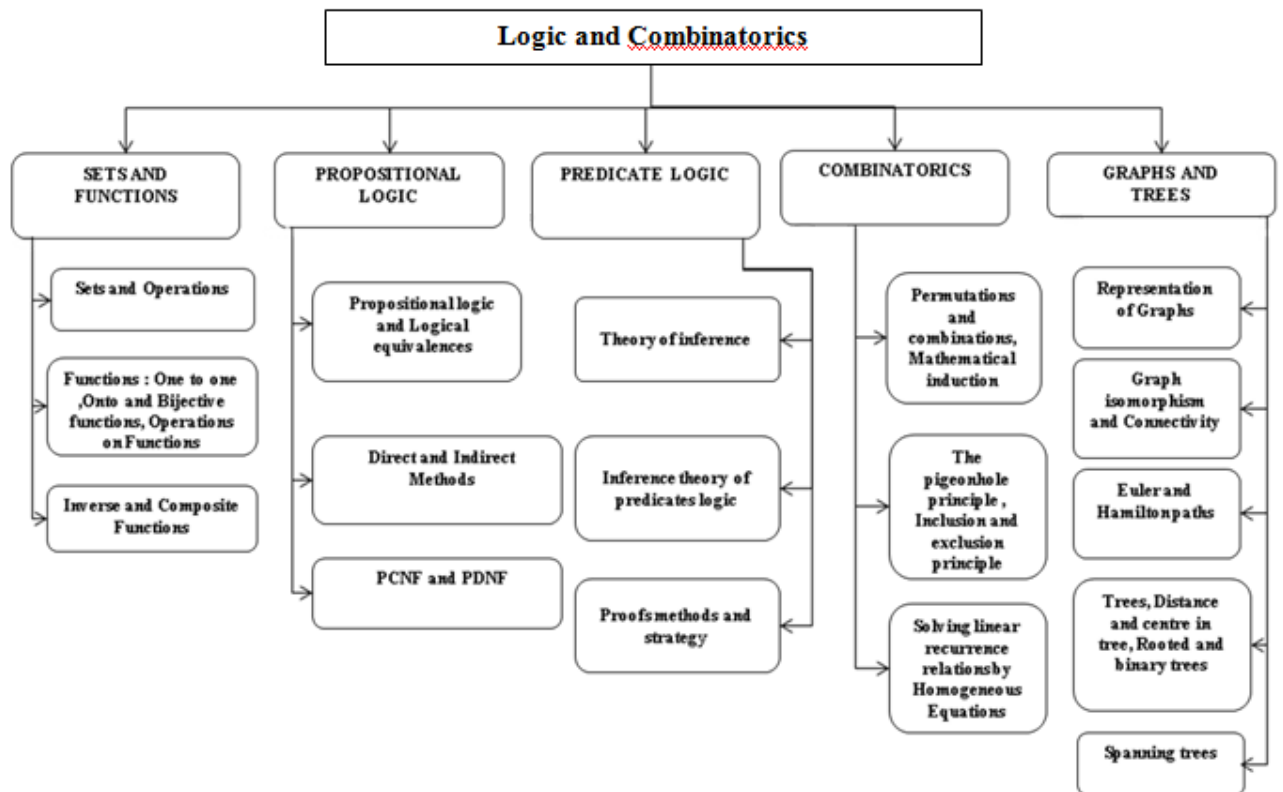 Logic and Combinatorics
SETS AND
FUNCTIONS
PROPOSITIONAL
LOGIC
PREDICATE LOGIC
COMBINATORICS
GRAPHS AND
TREES
Sets and Operations
Functions : One to one
,Onto and Bijective
functions, Operations
on Functions
Inverse and Composite
Functions
Propositional logic
and Logical
equivalences
Direct and Indirect
Methods
PCNF and PDNF
Theory of inference
Inference theory of
predicates logic
Proofs methods and
strategy
Permutations
and
combinations,
Mathematical
induction
The
pigeonhole
principle ,
Inclusion and
exclusion
principle
Solving linear
recurrence
relations by
Homogeneous
Equations
Representation
of Graphs
Graph
isomorphism
and Connectivity
Euler and
Hamilton paths
Trees, Distance
and centre in
tree, Rooted and
binary trees
Spanning trees